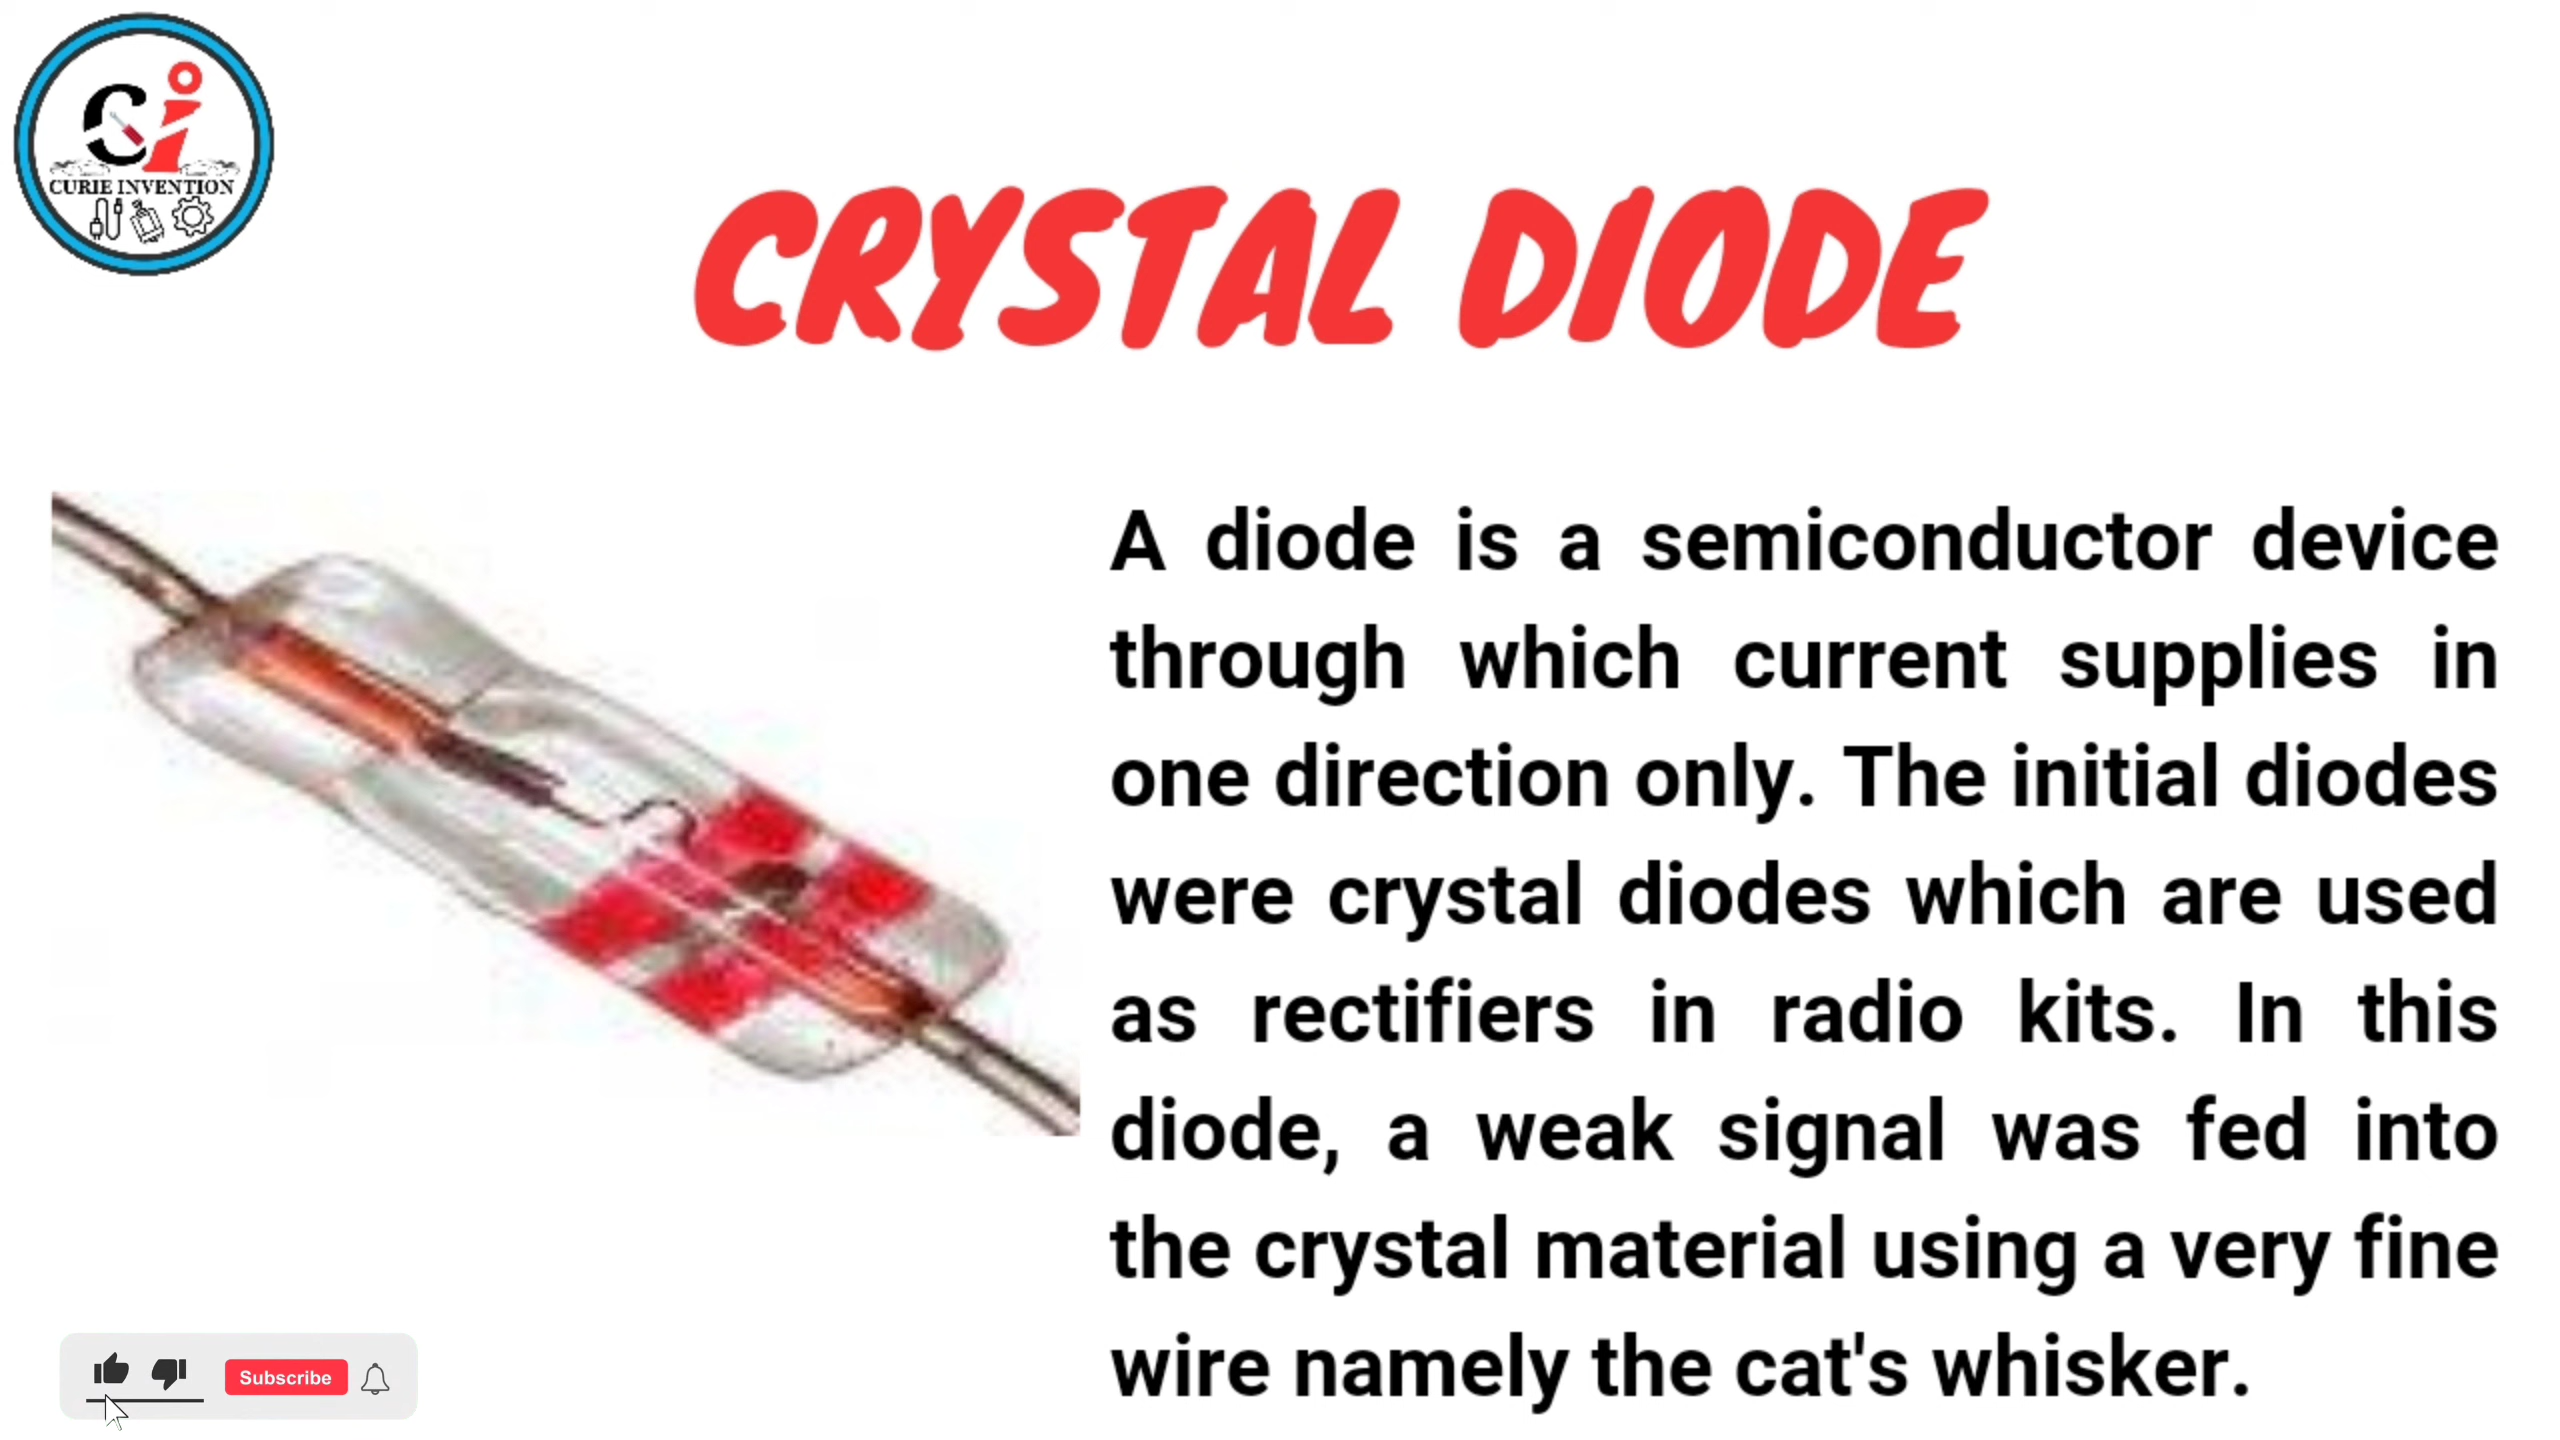 Ci
CURIE INVENTION
CRYSTAL DIODE
A diode is a semiconductor device
through which current supplies in
one direction only. The initial diodes
were crystal diodes which are used
as rectifiers in radio kits. In this
diode, a weak signal was fed into
the crystal material using a very fine
wire namely the cat's whisker.
Subscribe